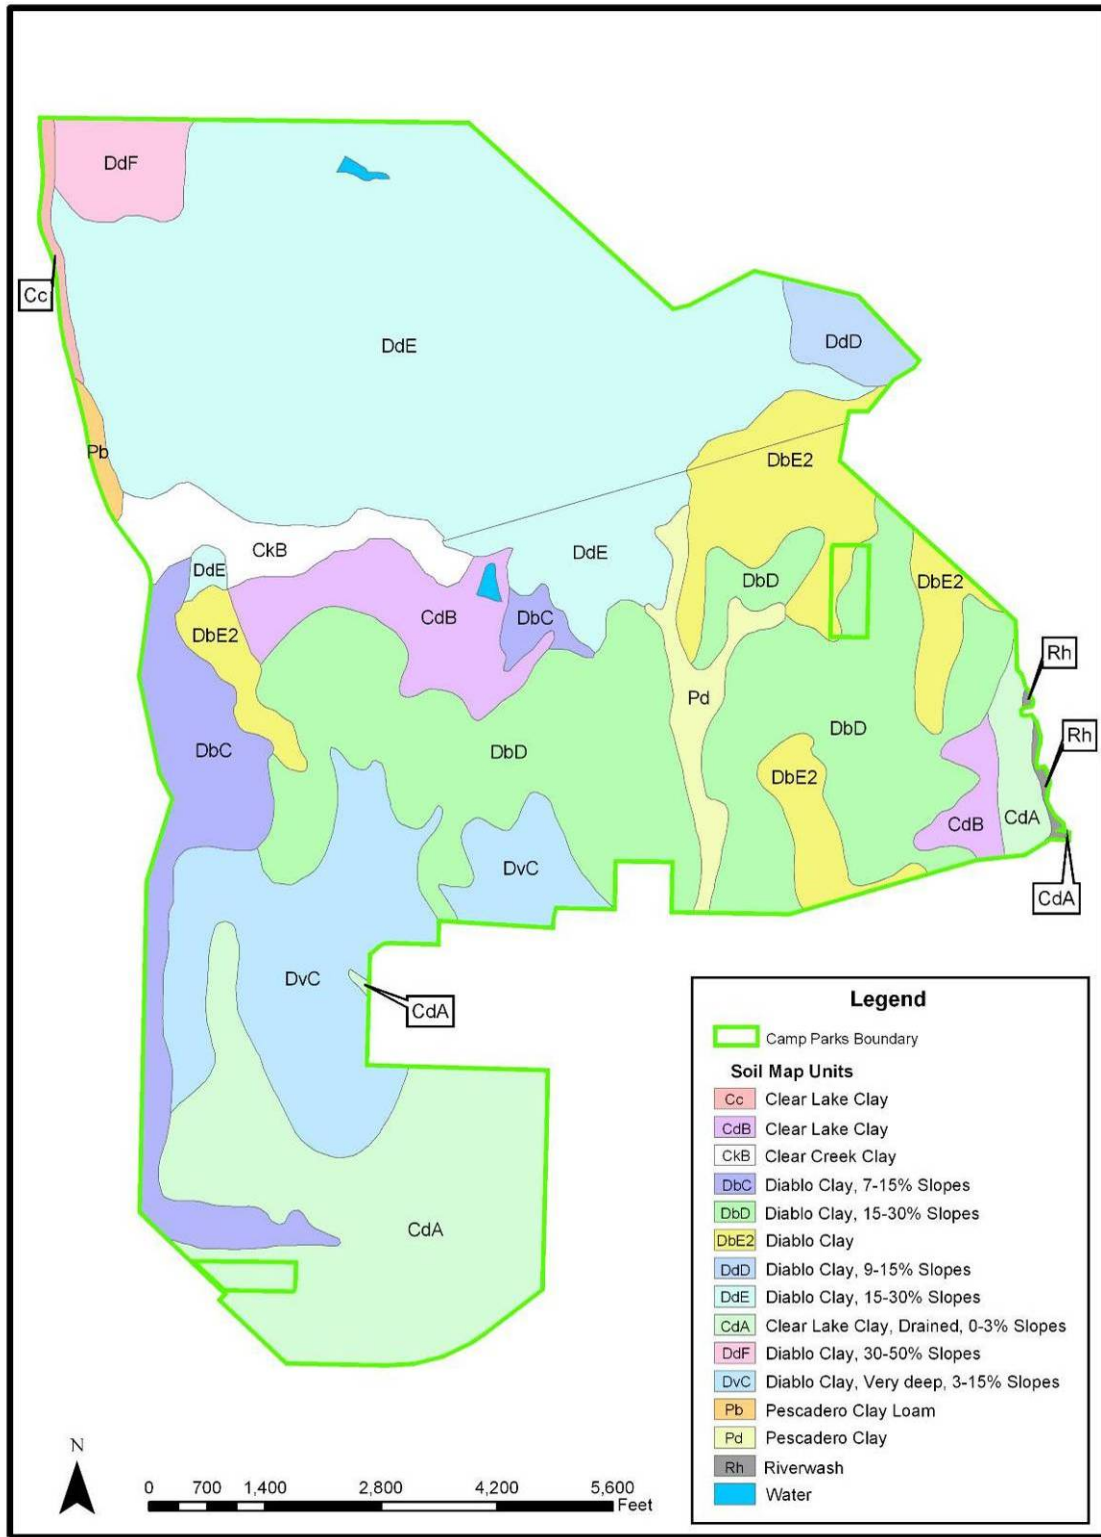 DdF
Cc
DdE
DdD
Pb
DbE2
CkB
DdE
DdE
DbD
DbE2
DbE2
CdB
DbC
Rh
Pd
DbC
DbD
DbD
Rh
DbE2
CdB
CdA
DvC
CdA
DvC
CdA
CdA
Legend
Camp Parks Boundary
Soil Map Units
Cc Clear Lake Clay
CdB Clear Lake Clay
CkB Clear Creek Clay
DbC Diablo Clay, 7-15% Slopes
DbD Diablo Clay, 15-30% Slopes
DbE2 Diablo Clay
DdD Diablo Clay, 9-15% Slopes
DdE Diablo Clay, 15-30% Slopes
CdA Clear Lake Clay, Drained, 0-3% Slopes
DdF Diablo Clay, 30-50% Slopes
DvC Diablo Clay, Very deep, 3-15% Slopes
Pb Pescadero Clay Loam
Pd Pescadero Clay
Rh Riverwash
Water
N
0 700 1,400 2,800 4,200 5,600
Feet